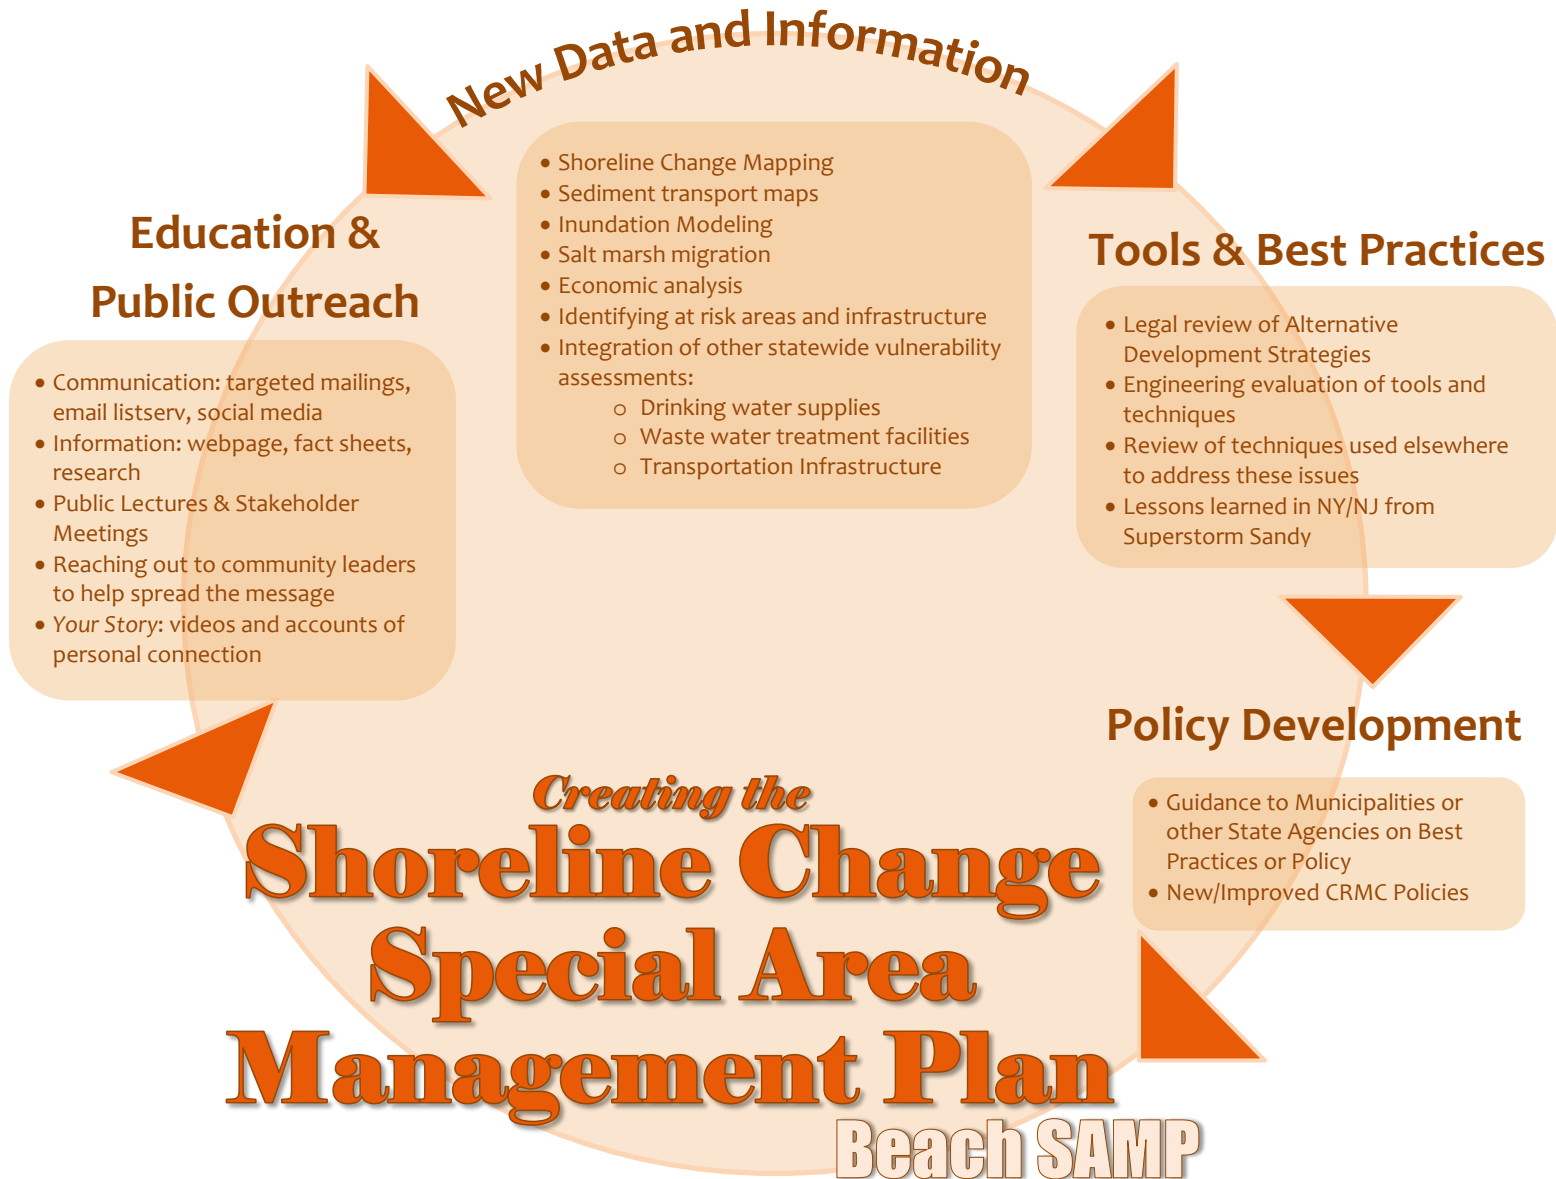 New Data and Information
• Shoreline Change Mapping
• Sediment transport maps
• Inundation Modeling
• Salt marsh migration
• Economic analysis
• Identifying at risk areas and infrastructure
• Integration of other statewide vulnerability
assessments:
o Drinking water supplies
o Waste water treatment facilities
o Transportation Infrastructure
Education &
Public Outreach
• Communication: targeted mailings,
email listserv, social media
• Information: webpage, fact sheets,
research
• Public Lectures & Stakeholder
Meetings
• Reaching out to community leaders
to help spread the message
• Your Story: videos and accounts of
personal connection
Tools & Best Practices
• Legal review of Alternative
Development Strategies
• Engineering evaluation of tools and
techniques
• Review of techniques used elsewhere
to address these issues
• Lessons learned in NY/NJ from
Superstorm Sandy
Policy Development
• Guidance to Municipalities or
other State Agencies on Best
Practices or Policy
• New/Improved CRMC Policies
Creating the
Shoreline Change
Special Area
Management Plan
Beach SAMP